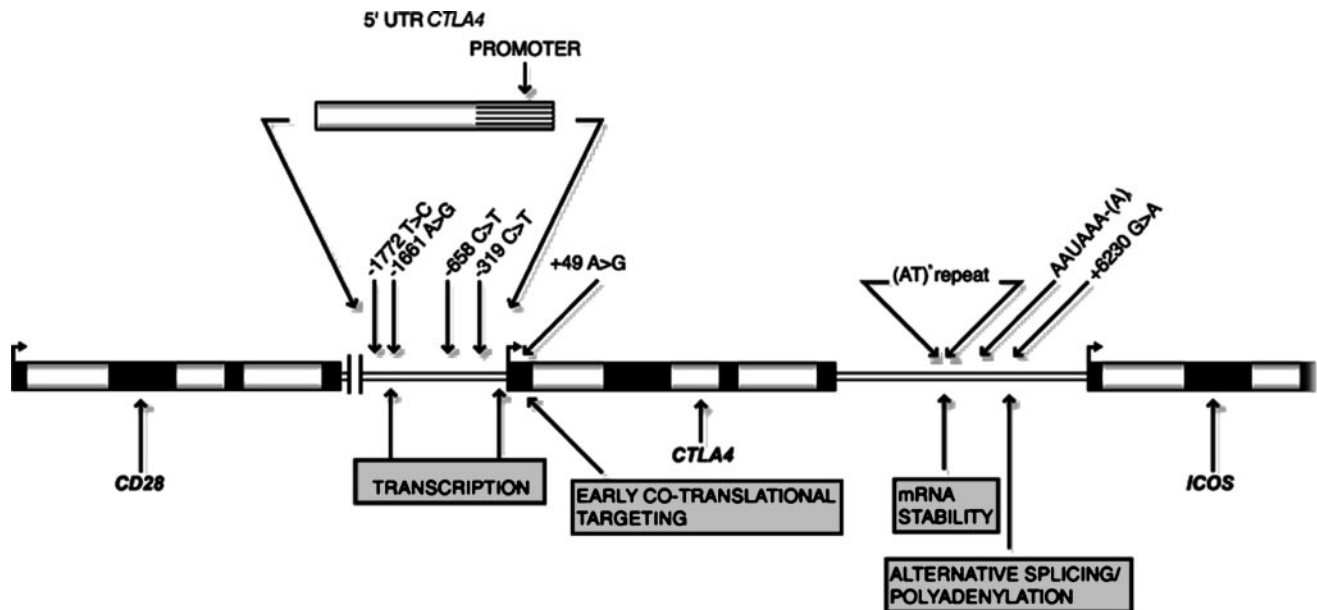 5' UTR CTLA4
PROMOTER
-1772 T>C
-1661 A>G
-658 C>T
-319 C>T
+49 A>G
(AT)* repeat
AAUAAA-(A)
+6230 G>A
CD28
TRANSCRIPTION
EARLY CO-TRANSLATIONAL
TARGETING
CTLA4
mRNA
STABILITY
ALTERNATIVE SPLICING/
POLYADENYLATION
ICOS